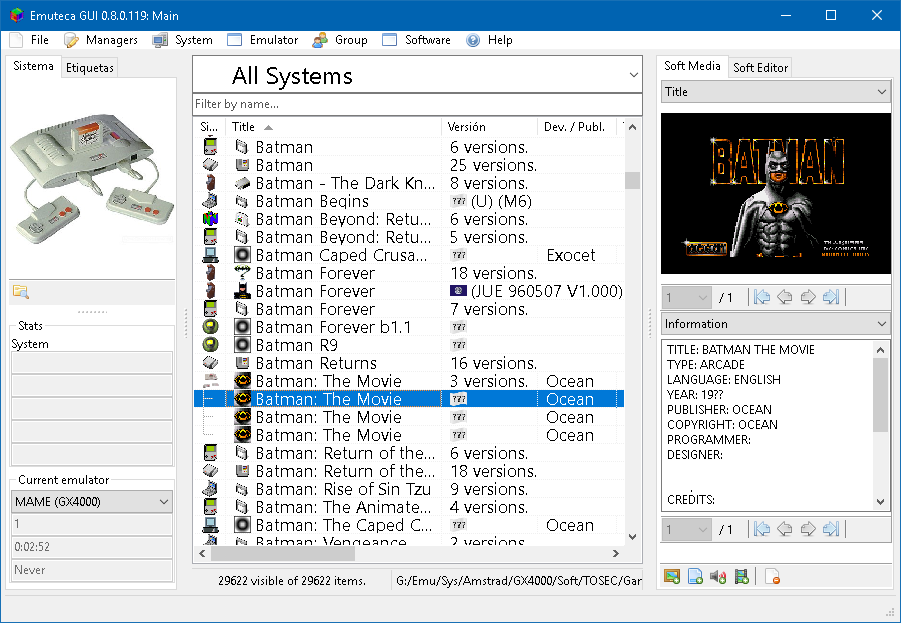 Emuteca GUI 0.8.0.119: Main
File Managers System Emulator Group Software Help
Sistema Etiquetas
Stats
System
Current emulator
MAME (GX4000)
1
0:02:52
Never
All Systems
Filter by name...
Si... Title Versión Dev. / Publ.
Batman 6 versions.
Batman 25 versions.
Batman - The Dark Kn... 8 versions.
Batman Begins ??? (U) (M6)
Batman Beyond: Retu... 6 versions.
Batman Beyond: Retu... 5 versions.
Batman Caped Crusa... ??? Exocet
Batman Forever 18 versions.
Batman Forever (JUE 960507 V1.000)
Batman Forever 7 versions.
Batman Forever b1.1 ???
Batman R9 ???
Batman Returns 16 versions.
Batman: The Movie 3 versions. Ocean
Batman: The Movie ??? Ocean
Batman: The Movie ??? Ocean
Batman: The Movie ??? Ocean
Batman: Return of the... 6 versions.
Batman: Return of the... 18 versions.
Batman: Rise of Sin Tzu 9 versions.
Batman: The Animate... 4 versions.
Batman: The Caped C... ??? Ocean
Batman: Vengeance 2 versions.
29622 visible of 29622 items. G:/Emu/Sys/Amstrad/GX4000/Soft/TOSEC/Gar
Soft Media Soft Editor
Title
BATMAN
1 / 1
Information
TITLE: BATMAN THE MOVIE
TYPE: ARCADE
LANGUAGE: ENGLISH
YEAR: 19??
PUBLISHER: OCEAN
COPYRIGHT: OCEAN
PROGRAMMER:
DESIGNER:
CREDITS:
1 / 1